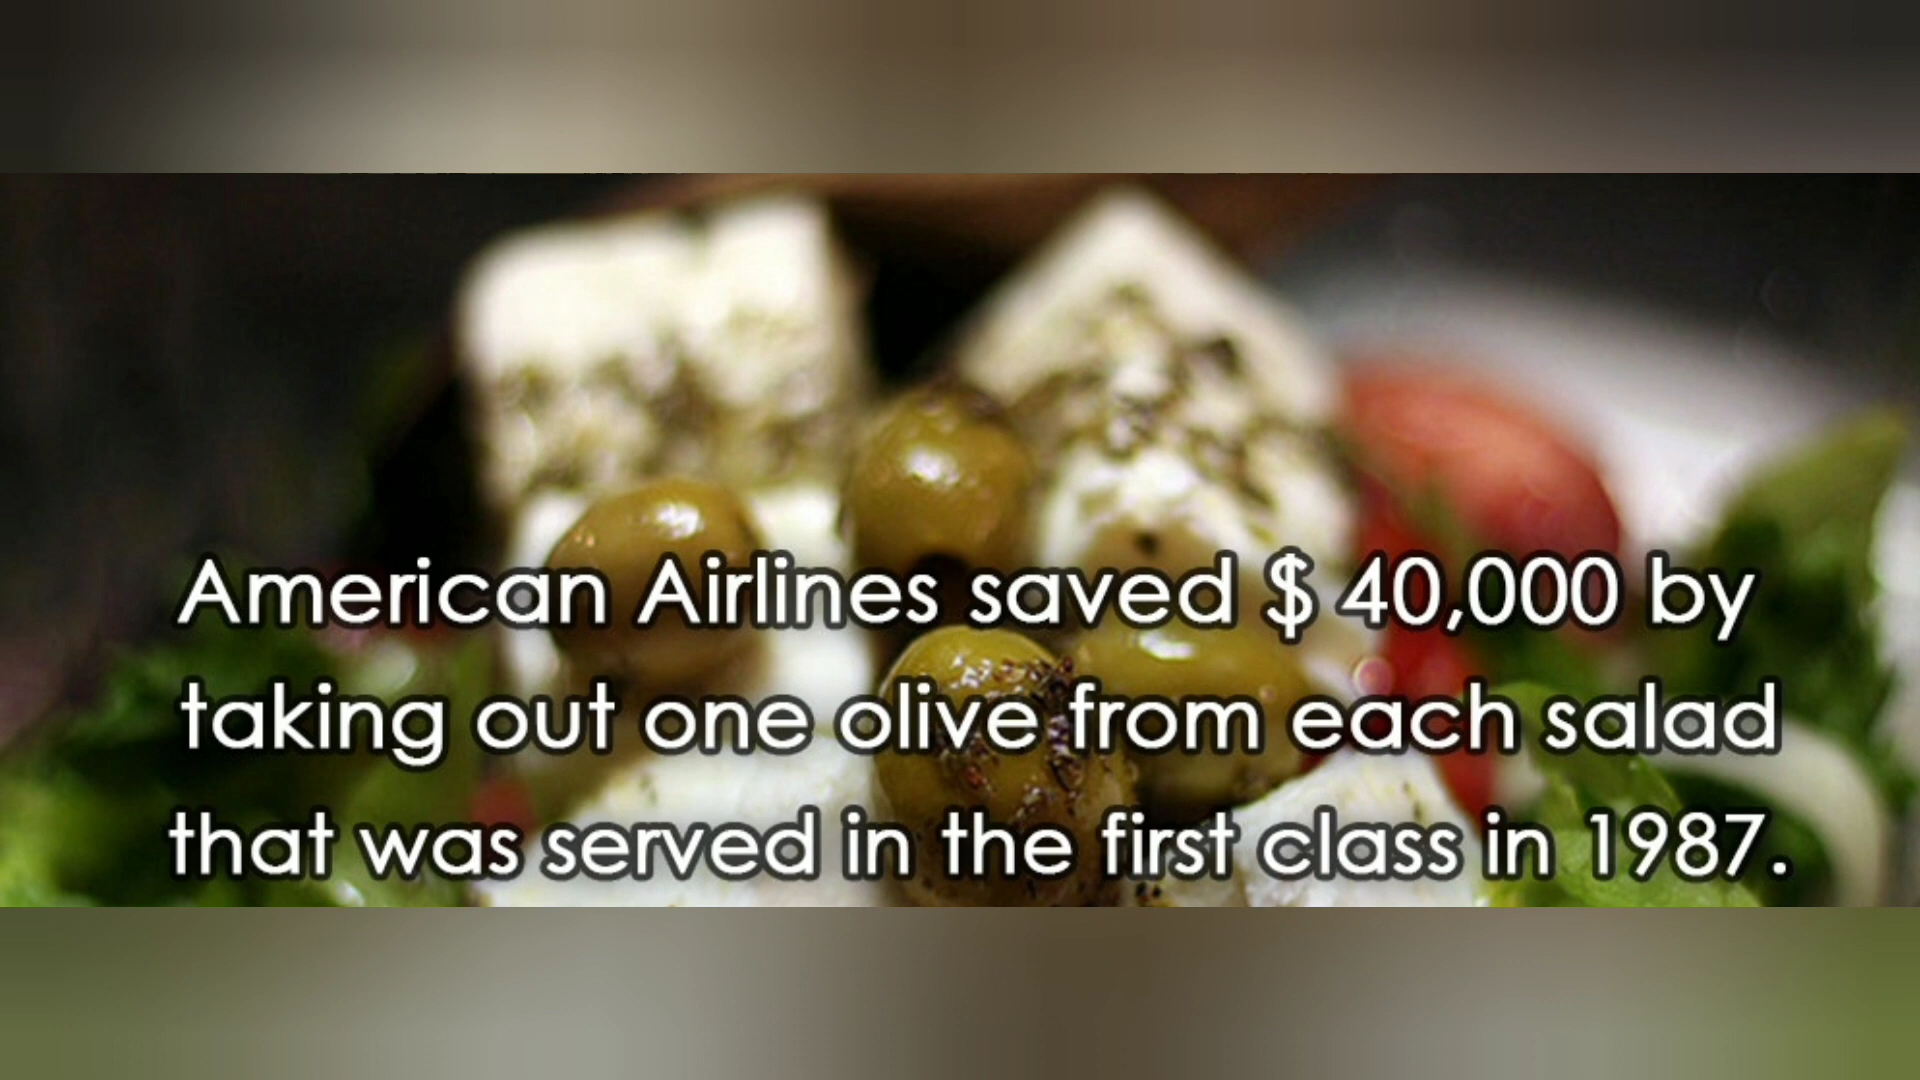 American Airlines saved $ 40,000 by
taking out one olive from each salad
that was served in the first class in 1987.